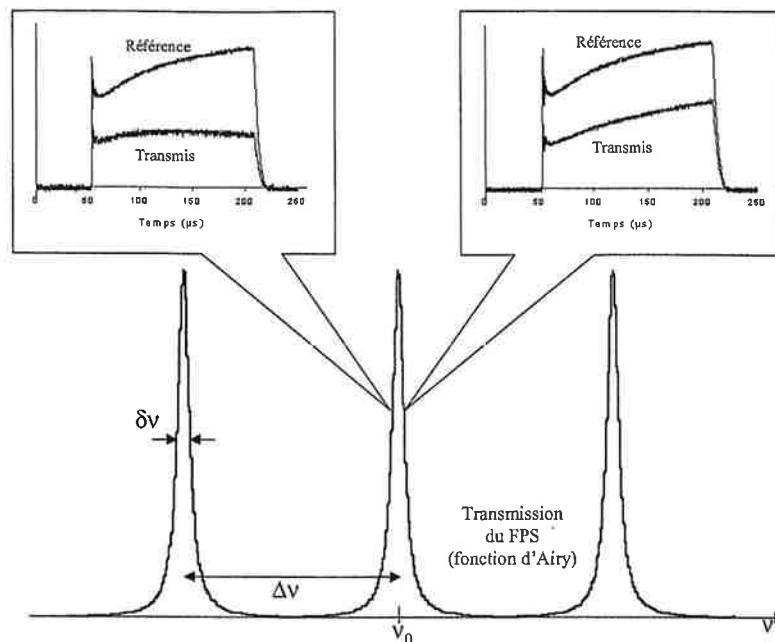 Référence
Transmis
0 50 100 150 200 250
Temps (µs)
Référence
Transmis
0 50 100 150 200 250
Temps (µs)
δν
Δν
Transmission
du FPS
(fonction d'Airy)
ν₀
ν